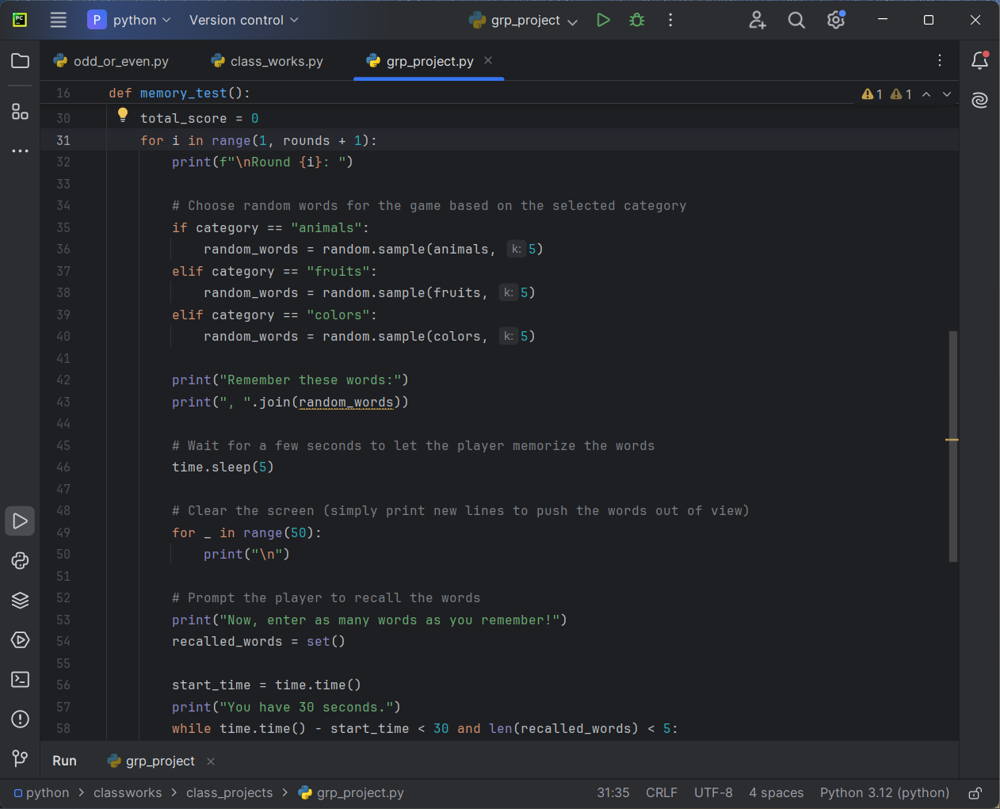 PC
P python Version control grp_project
odd_or_even.py class_works.py grp_project.py
16 def memory_test(): 1 1
30 total_score = 0
31 for i in range(1, rounds + 1):
32 print(f"\nRound {i}: ")
33
34 # Choose random words for the game based on the selected category
35 if category == "animals":
36 random_words = random.sample(animals, k: 5)
37 elif category == "fruits":
38 random_words = random.sample(fruits, k: 5)
39 elif category == "colors":
40 random_words = random.sample(colors, k: 5)
41
42 print("Remember these words:")
43 print(", ".join(random_words))
44
45 # Wait for a few seconds to let the player memorize the words
46 time.sleep(5)
47
48 # Clear the screen (simply print new lines to push the words out of view)
49 for _ in range(50):
50 print("\n")
51
52 # Prompt the player to recall the words
53 print("Now, enter as many words as you remember!")
54 recalled_words = set()
55
56 start_time = time.time()
57 print("You have 30 seconds.")
58 while time.time() - start_time < 30 and len(recalled_words) < 5:
Run grp_project
python > classworks > class_projects > grp_project.py 31:35 CRLF UTF-8 4 spaces Python 3.12 (python)